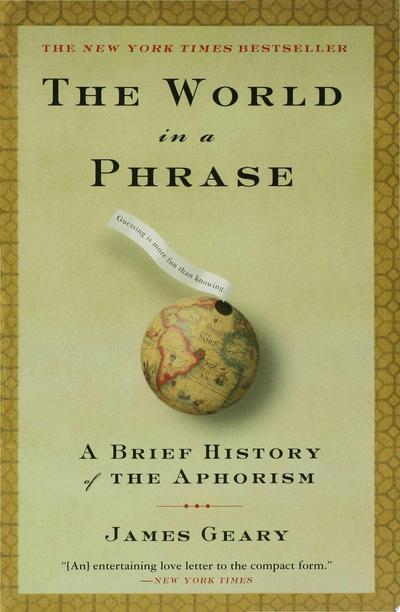 THE NEW YORK TIMES BESTSELLER
THE WORLD
in a
PHRASE
Guessing is more fun than knowing.
A BRIEF HISTORY
of THE APHORISM
JAMES GEARY
"[An] entertaining love letter to the compact form."
—NEW YORK TIMES